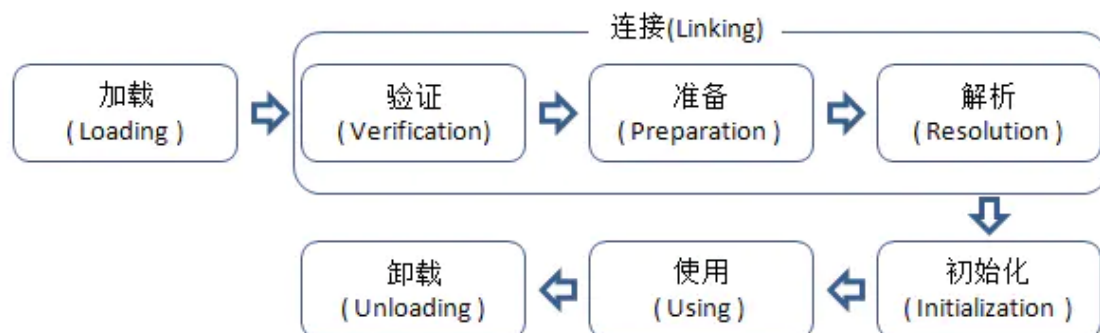 连接(Linking)
加载
( Loading )
验证
( Verification)
准备
( Preparation )
解析
( Resolution )
初始化
( Initialization )
使用
( Using )
卸载
( Unloading )